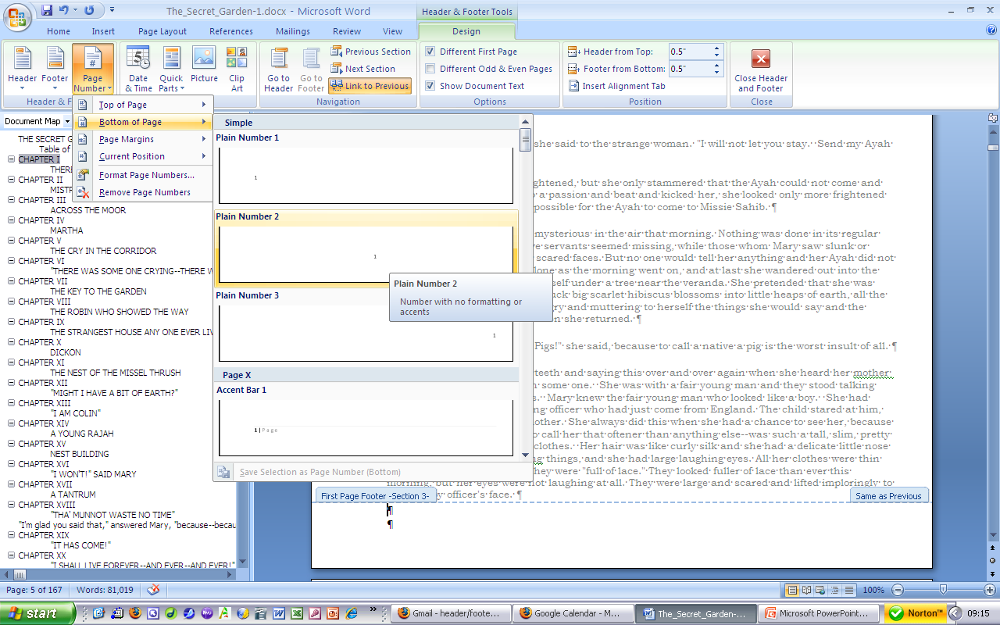 The_Secret_Garden-1.docx - Microsoft Word
Header & Footer Tools
Home
Insert
Page Layout
References
Mailings
Review
View
Design
Header
Footer
Page Number
Date & Time
Quick Parts
Picture
Clip Art
Go to Header
Go to Footer
Previous Section
Next Section
Link to Previous
Navigation
Different First Page
Different Odd & Even Pages
Show Document Text
Options
Header from Top: 0.5"
Footer from Bottom: 0.5"
Insert Alignment Tab
Position
Close Header and Footer
Close
Header & F
Top of Page
Bottom of Page
Page Margins
Current Position
Format Page Numbers...
Remove Page Numbers
Document Map
THE SECRET G
Table of
CHAPTER I
THERE
CHAPTER II
MISTR
CHAPTER III
ACROSS THE MOOR
CHAPTER IV
MARTHA
CHAPTER V
THE CRY IN THE CORRIDOR
CHAPTER VI
"THERE WAS SOME ONE CRYING--THERE W
CHAPTER VII
THE KEY TO THE GARDEN
CHAPTER VIII
THE ROBIN WHO SHOWED THE WAY
CHAPTER IX
THE STRANGEST HOUSE ANY ONE EVER LIV
CHAPTER X
DICKON
CHAPTER XI
THE NEST OF THE MISSEL THRUSH
CHAPTER XII
"MIGHT I HAVE A BIT OF EARTH?"
CHAPTER XIII
"I AM COLIN"
CHAPTER XIV
A YOUNG RAJAH
CHAPTER XV
NEST BUILDING
CHAPTER XVI
"I WON'T!" SAID MARY
CHAPTER XVII
A TANTRUM
CHAPTER XVIII
"THA' MUNNOT WASTE NO TIME"
"I'm glad you said that," answered Mary, "because--becau
CHAPTER XIX
"IT HAS COME!"
CHAPTER XX
"I SHALL LIVE FOREVER--AND EVER--AND EVER!"
Simple
Plain Number 1
1
Plain Number 2
1
Plain Number 2
Number with no formatting or
accents
Plain Number 3
1
Page X
Accent Bar 1
1 | Page
Save Selection as Page Number (Bottom)
she said to the strange woman. "I will not let you stay. Send my Ayah
ghtened, but she only stammered that the Ayah could not come and
o a passion and beat and kicked her, she looked only more frightened
possible for the Ayah to come to Missie Sahib. ¶
mysterious in the air that morning. Nothing was done in its regular
ve servants seemed missing, while those whom Mary saw slunk or
scared faces. But no one would tell her anything and her Ayah did not
lone as the morning went on, and at last she wandered out into the
self under a tree near the veranda. She pretended that she was
uck big scarlet hibiscus blossoms into little heaps of earth, all the
gry and muttering to herself the things she would say and the
n she returned. ¶
Pigs!" she said, because to call a native a pig is the worst insult of all. ¶
teeth and saying this over and over again when she heard her mother
n some one. She was with a fair young man and they stood talking
s. Mary knew the fair young man who looked like a boy. She had
ng officer who had just come from England. The child stared at him,
other. She always did this when she had a chance to see her, because
o call her that oftener than anything else--was such a tall, slim, pretty
clothes. Her hair was like curly silk and she had a delicate little nose
ng things, and she had large laughing eyes. All her clothes were thin
hey were "full of lace." They looked fuller of lace than ever this
morning, but her eyes were not laughing at all. They were large and scared and lifted imploringly to
y officer's face. ¶
First Page Footer -Section 3-
Same as Previous
¶
¶
Page: 5 of 167
Words: 81,019
100%
start
Gmail - header/foote...
Google Calendar - M...
The_Secret_Garden-...
Microsoft PowerPoint...
Norton™
09:15